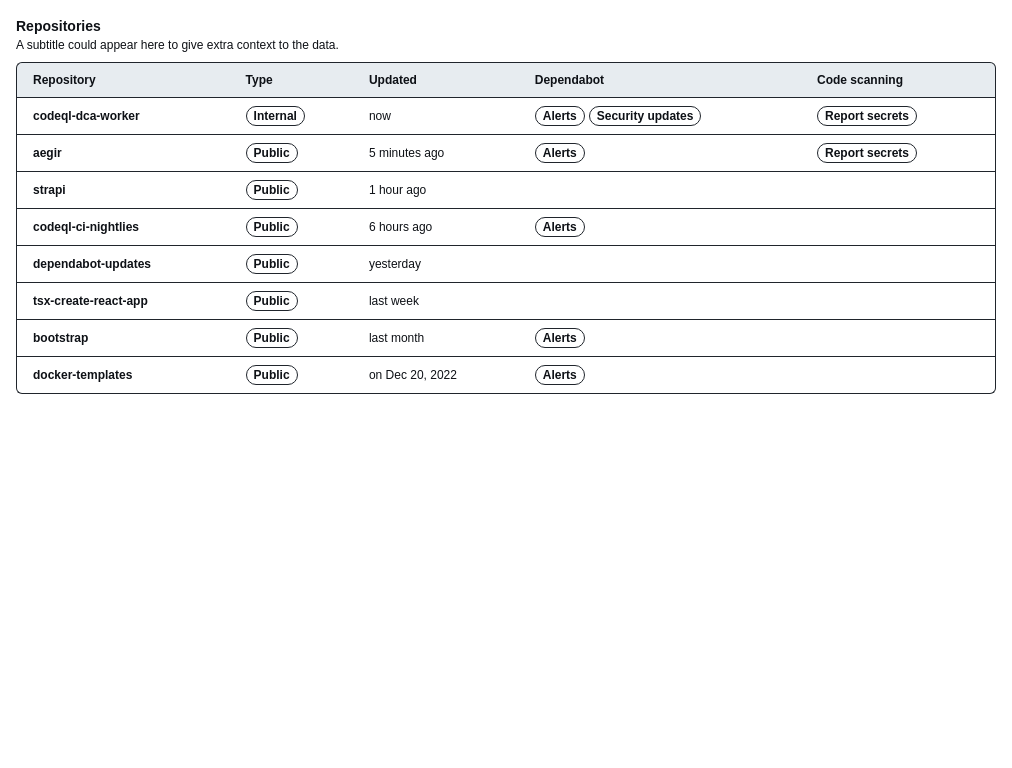 Repositories
A subtitle could appear here to give extra context to the data.
Repository Type Updated Dependabot Code scanning
codeql-dca-worker Internal now Alerts Security updates Report secrets
aegir Public 5 minutes ago Alerts Report secrets
strapi Public 1 hour ago
codeql-ci-nightlies Public 6 hours ago Alerts
dependabot-updates Public yesterday
tsx-create-react-app Public last week
bootstrap Public last month Alerts
docker-templates Public on Dec 20, 2022 Alerts